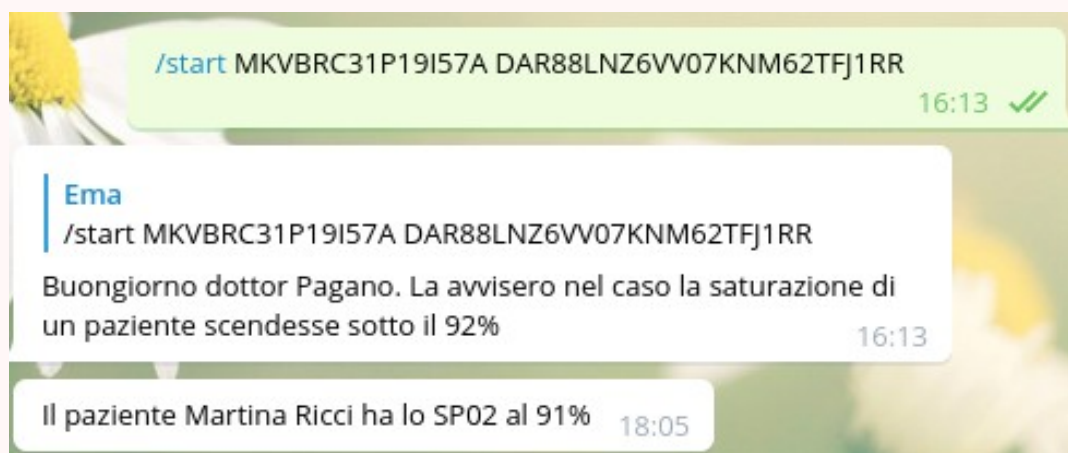 /start MKVBRC31P19I57A DAR88LNZ6VV07KNM62TFJ1RR
16:13
Ema
/start MKVBRC31P19I57A DAR88LNZ6VV07KNM62TFJ1RR
Buongiorno dottor Pagano. La avvisero nel caso la saturazione di
un paziente scendesse sotto il 92%
16:13
Il paziente Martina Ricci ha lo SP02 al 91%
18:05